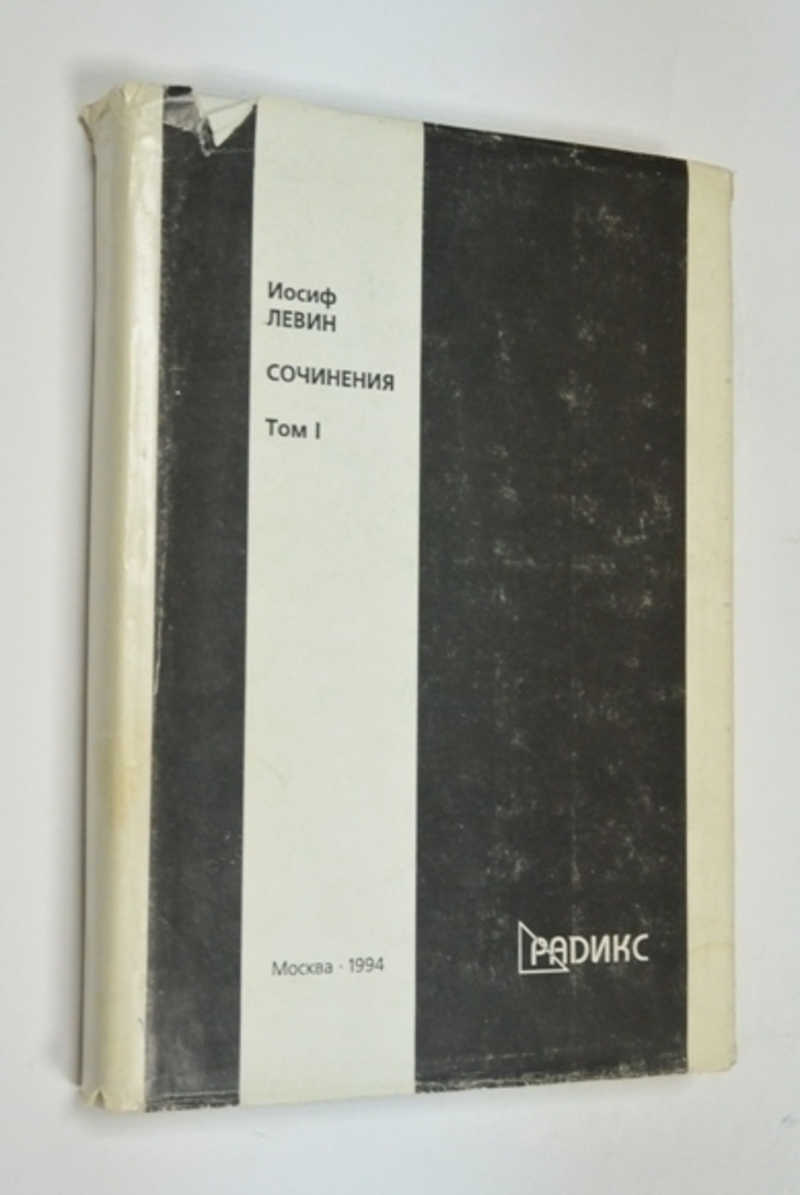 Иосиф
ЛЕВИН
СОЧИНЕНИЯ
Том I
Москва · 1994
РАДИКС